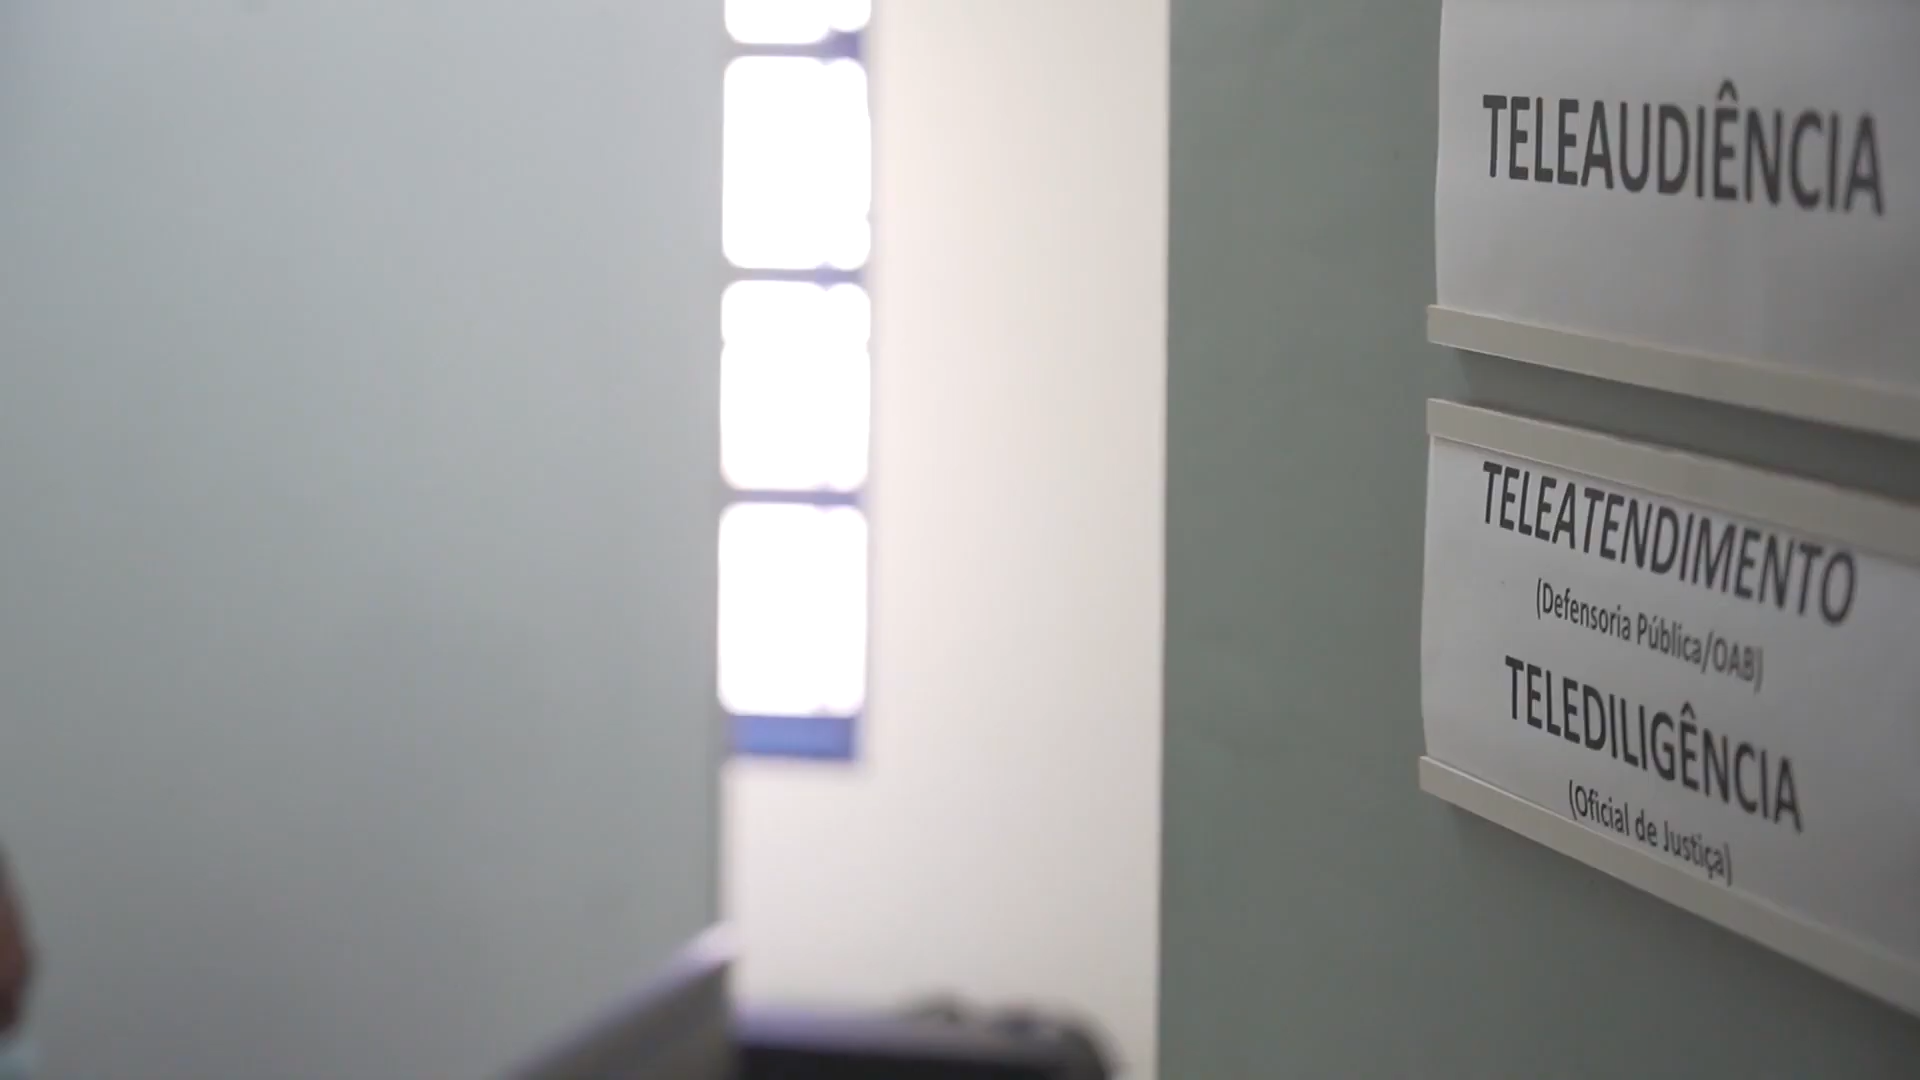 TELEAUDIÊNCIA
TELEATENDIMENTO
(Defensoria Pública/OAB)
TELEDILIGÊNCIA
(Oficial de Justiça)